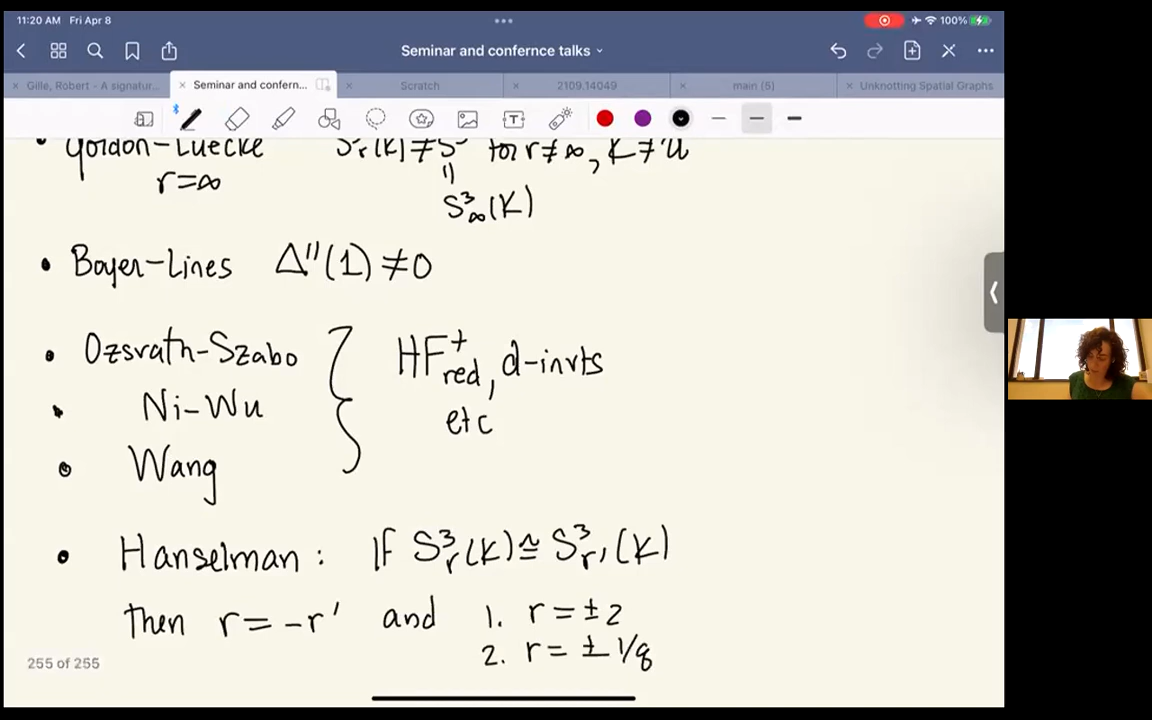 11:20 AM Fri Apr 8
100%
Seminar and confernce talks
Gille, Robert - A signatur...
Seminar and confern...
Scratch
2109.14049
main (5)
Unknotting Spatial Graphs
• Gordon-Luecke S³ᵣ(K) ≠ S³ for r≠∞, K≠U
r=∞
=
S³∞(K)
• Boyer-Lines Δ''(1) ≠ 0
• Ozsvath-Szabo
• Ni-Wu
• Wang
HF⁺red, d-invts
etc
• Hanselman: If S³ᵣ(K) ≅ S³ᵣ'(K)
then r = -r' and 1. r = ±2
2. r = ± 1/q
255 of 255